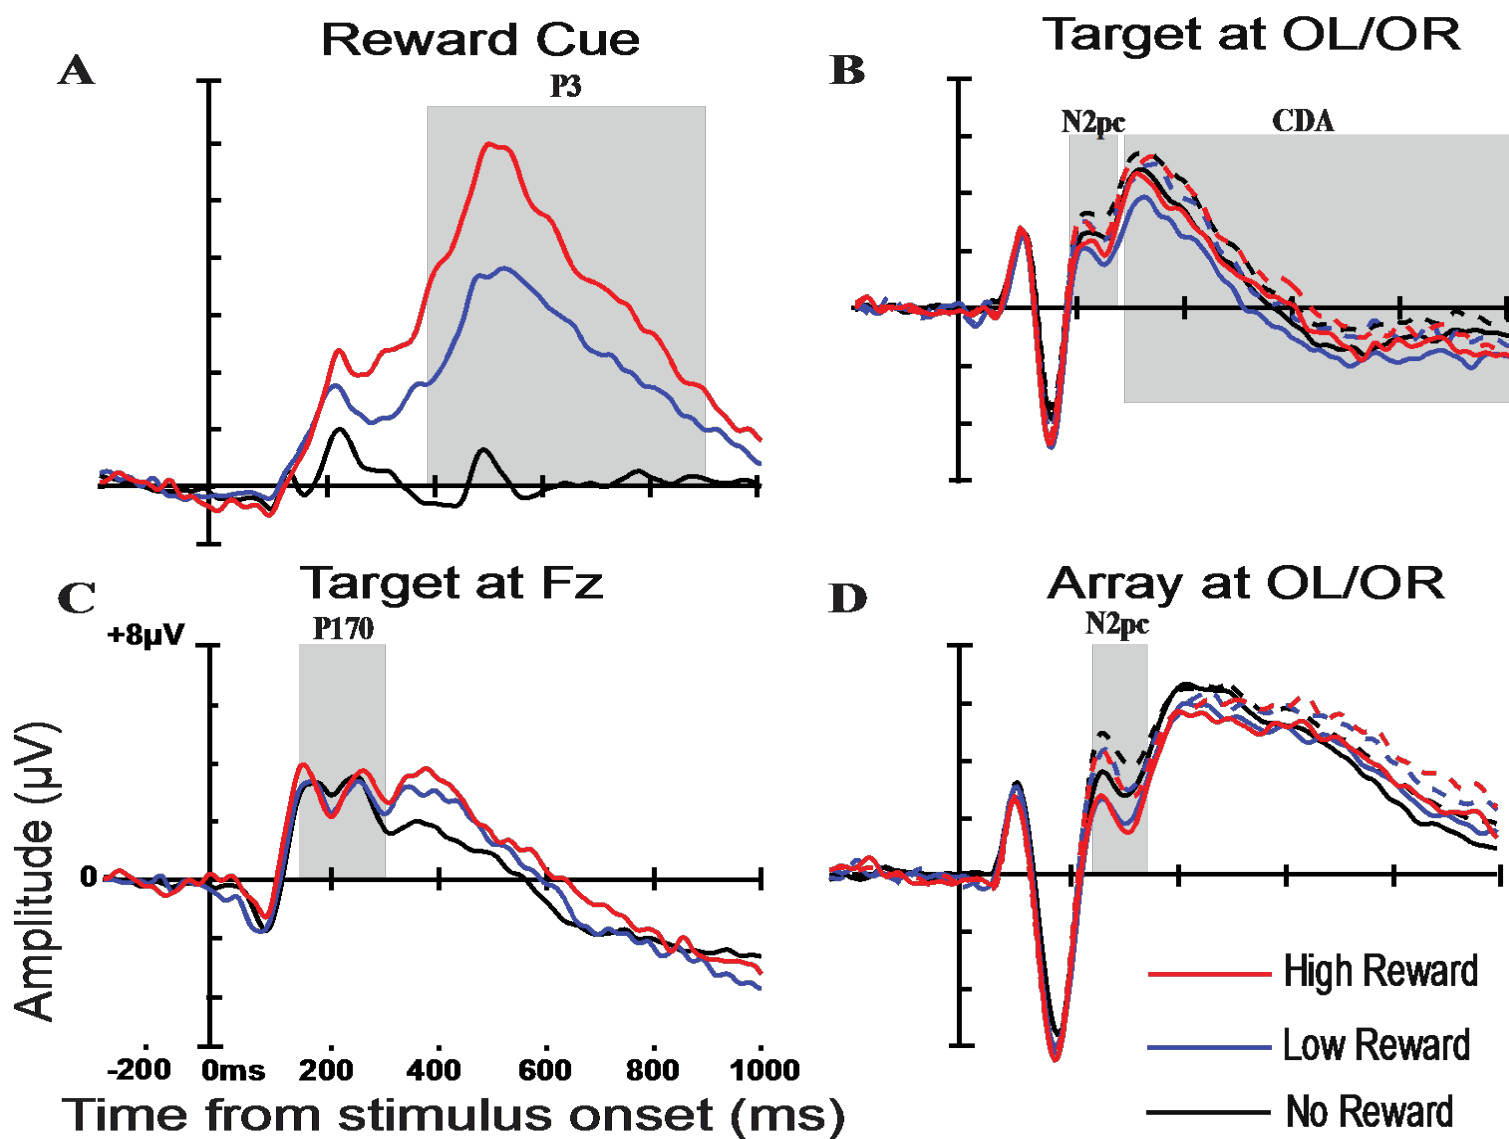 A
Reward Cue
P3
B
Target at OL/OR
N2pc
CDA
C
Target at Fz
P170
+8µV
0
Amplitude (µV)
-200 0ms 200 400 600 800 1000
Time from stimulus onset (ms)
D
Array at OL/OR
N2pc
High Reward
Low Reward
No Reward